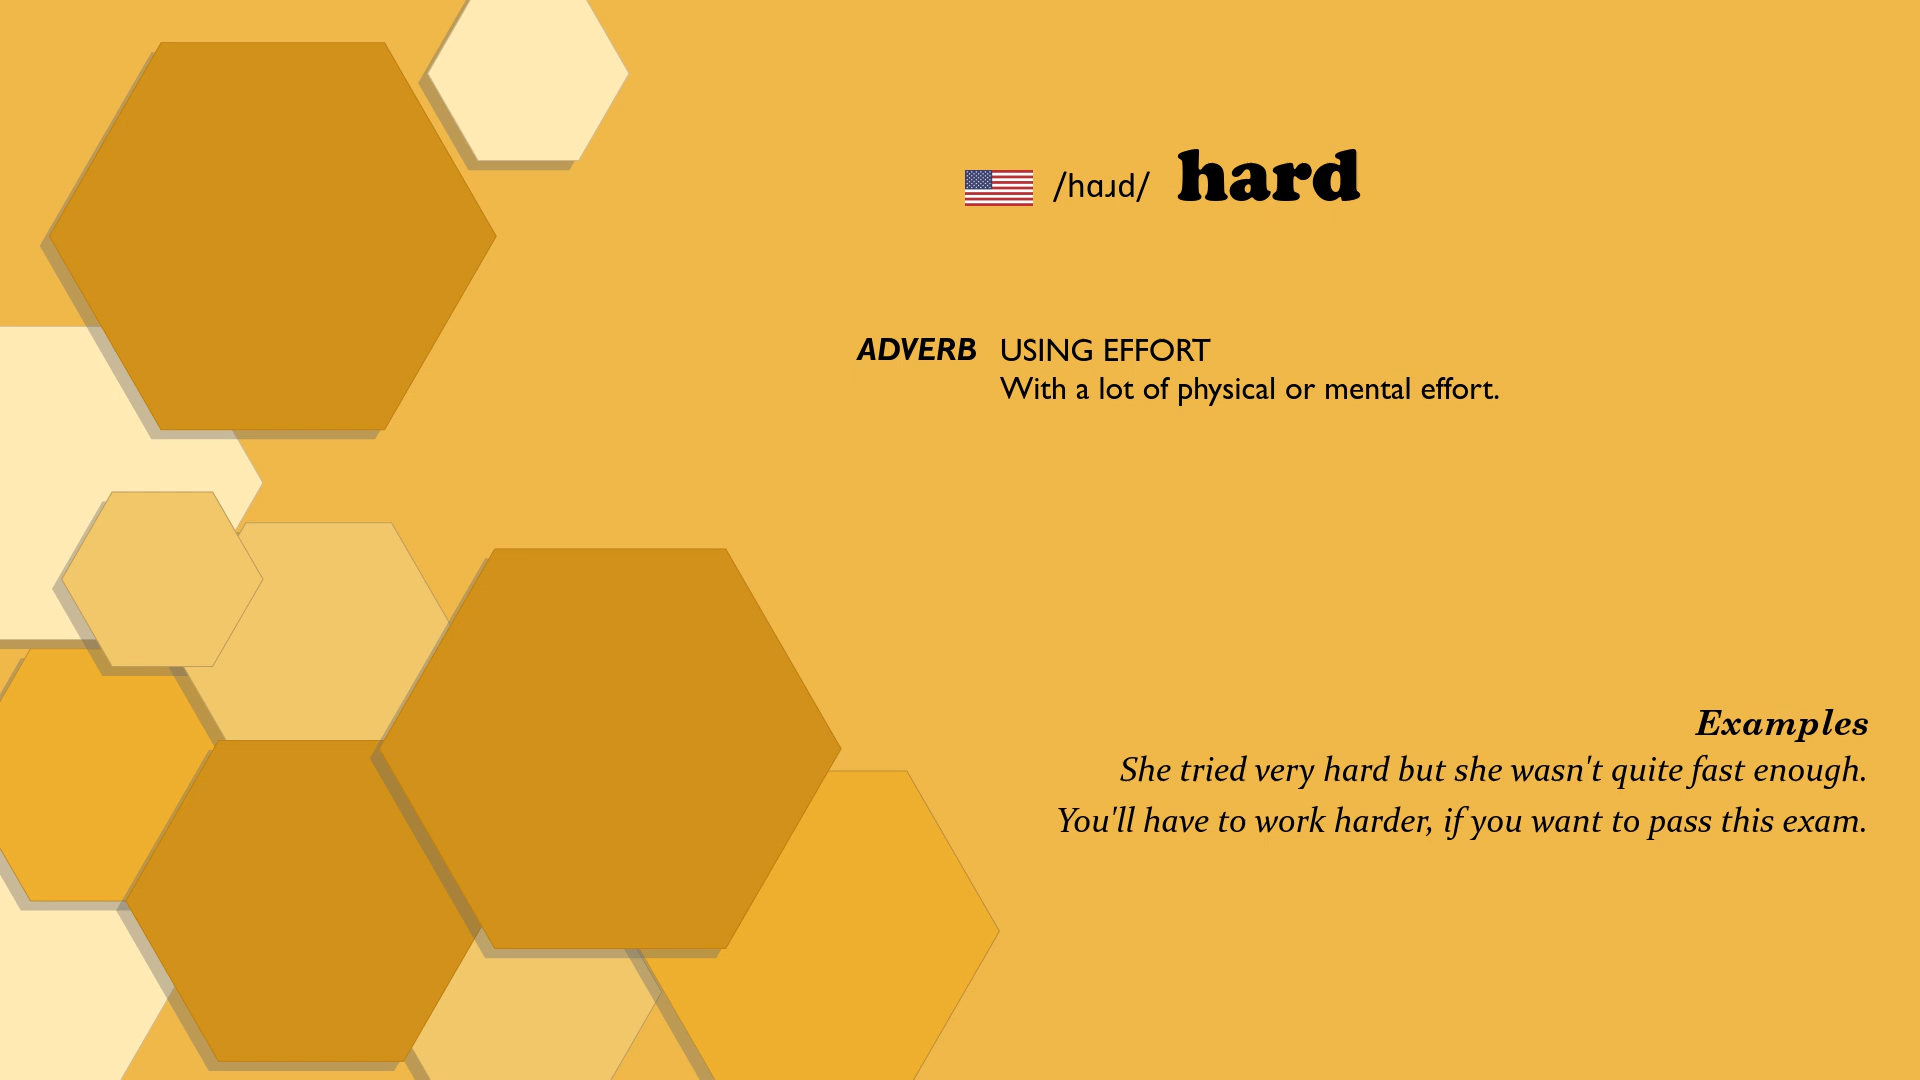 /hɑɹd/ hard
ADVERB USING EFFORT
With a lot of physical or mental effort.
Examples
She tried very hard but she wasn't quite fast enough.
You'll have to work harder, if you want to pass this exam.